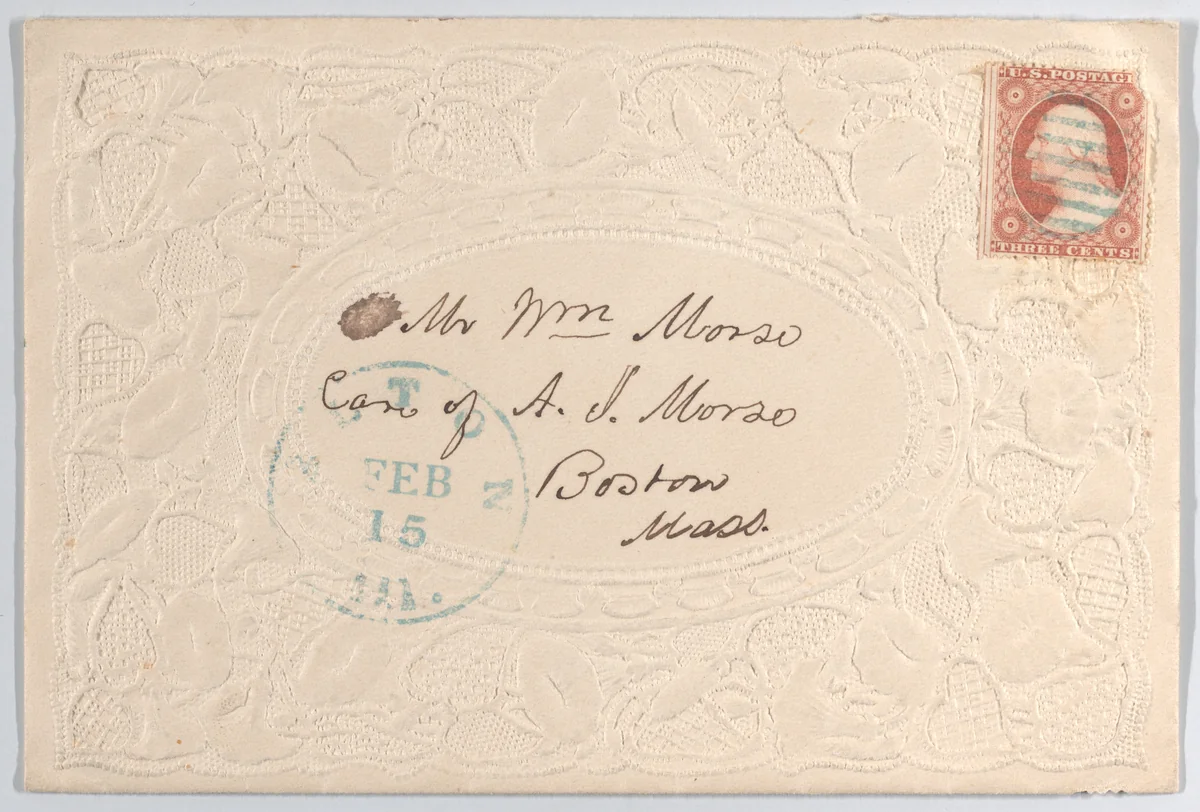 U.S. POSTAGE
THREE CENTS
Mr Wm Morse
Care of A. J. Morse
Boston
Mass.
FEB
15